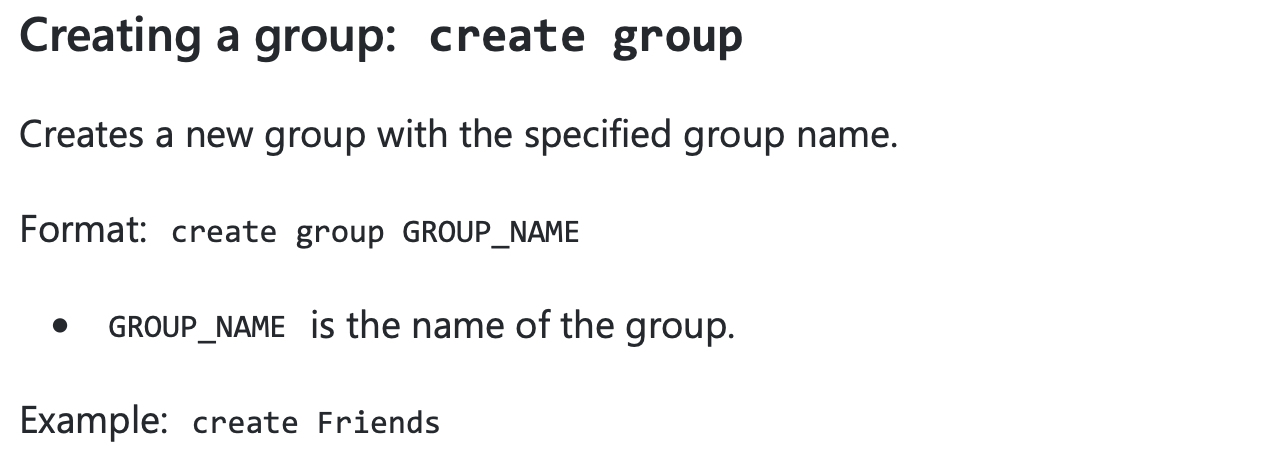 Creating a group: create group
Creates a new group with the specified group name.
Format: create group GROUP_NAME
• GROUP_NAME is the name of the group.
Example: create Friends